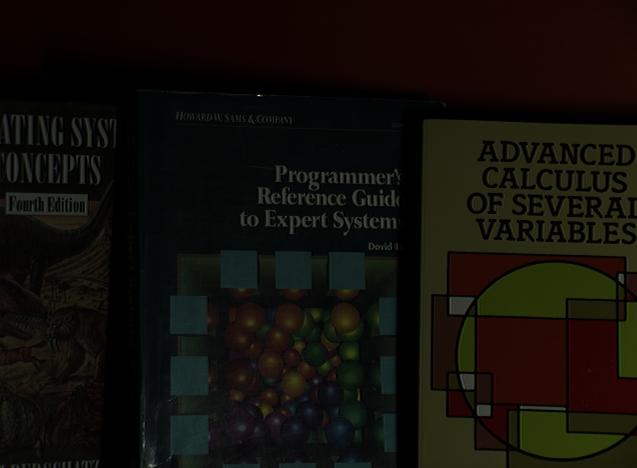 ATING SYST
CONCEPTS
Fourth Edition
HOWARD W. SAMS & COMPANY
Programmer's
Reference Guide
to Expert System
David
ADVANCED
CALCULUS
OF SEVERAL
VARIABLES